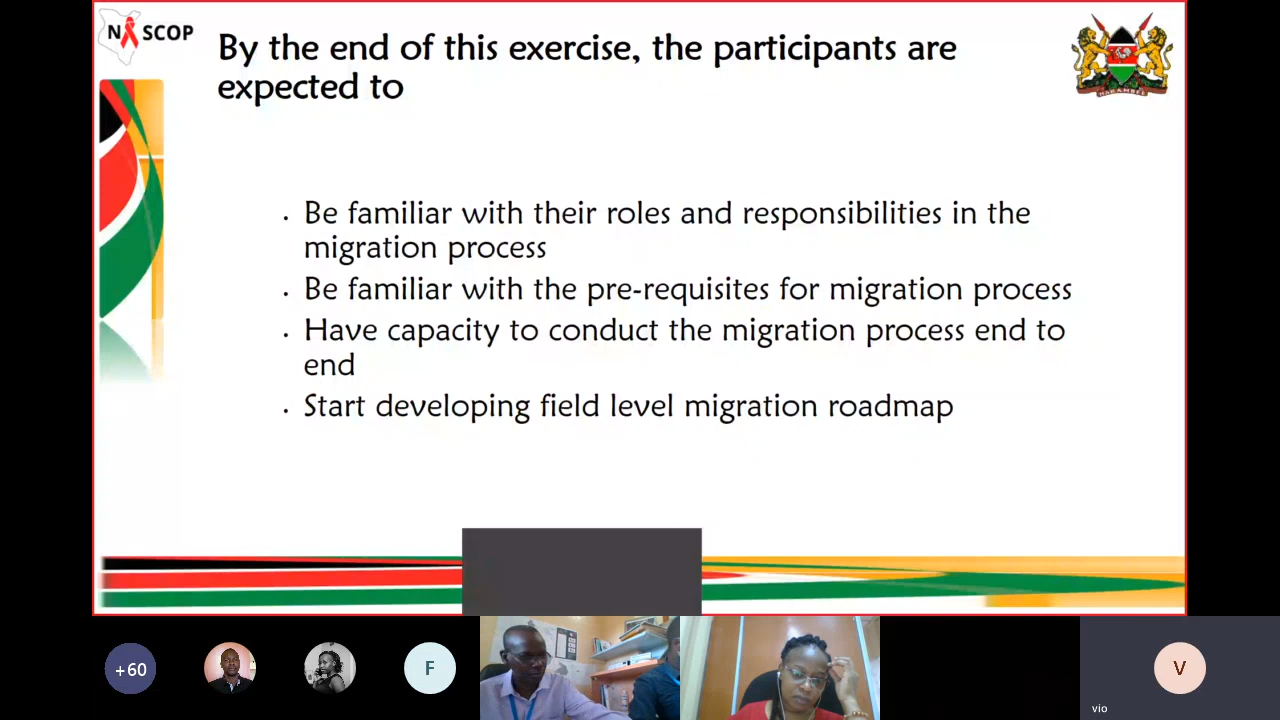 NASCOP
By the end of this exercise, the participants are
expected to
HARAMBEE
. Be familiar with their roles and responsibilities in the
migration process
. Be familiar with the pre-requisites for migration process
. Have capacity to conduct the migration process end to
end
. Start developing field level migration roadmap
+60
F
V
vio